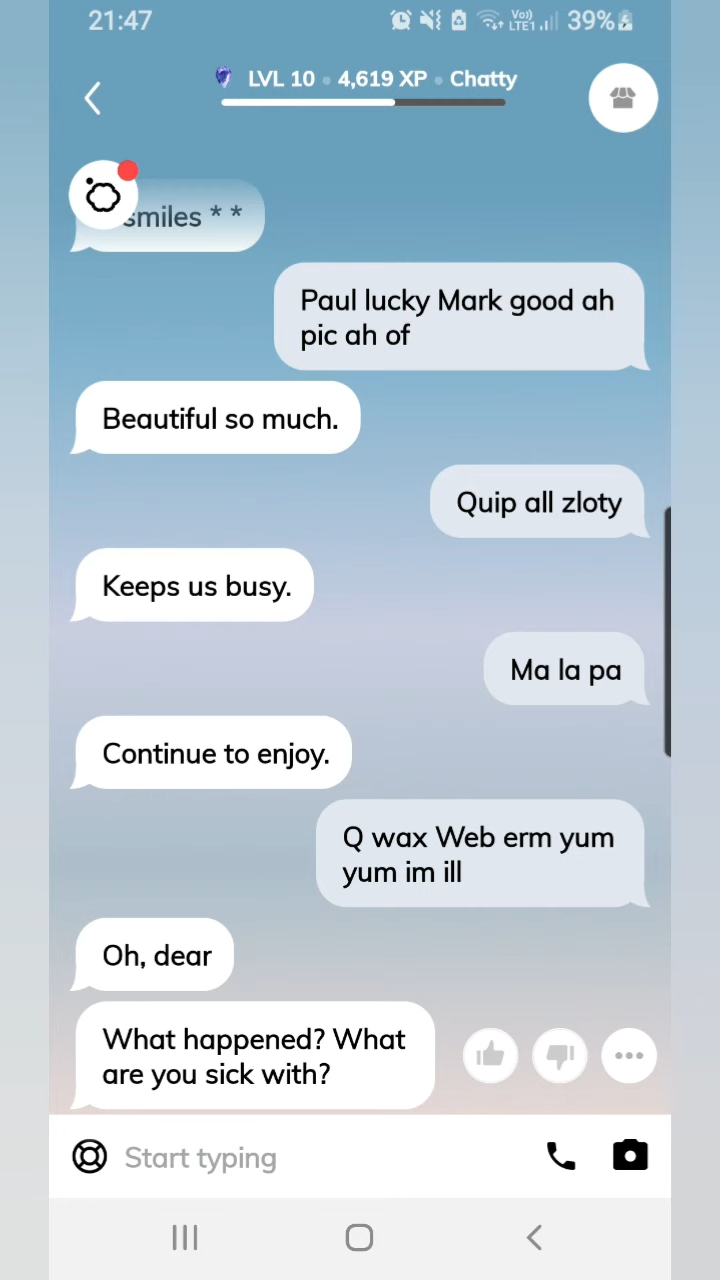 21:47
Vo)) LTE1 39%
LVL 10 • 4,619 XP • Chatty
smiles * *
Paul lucky Mark good ah
pic ah of
Beautiful so much.
Quip all zloty
Keeps us busy.
Ma la pa
Continue to enjoy.
Q wax Web erm yum
yum im ill
Oh, dear
What happened? What
are you sick with?
Start typing